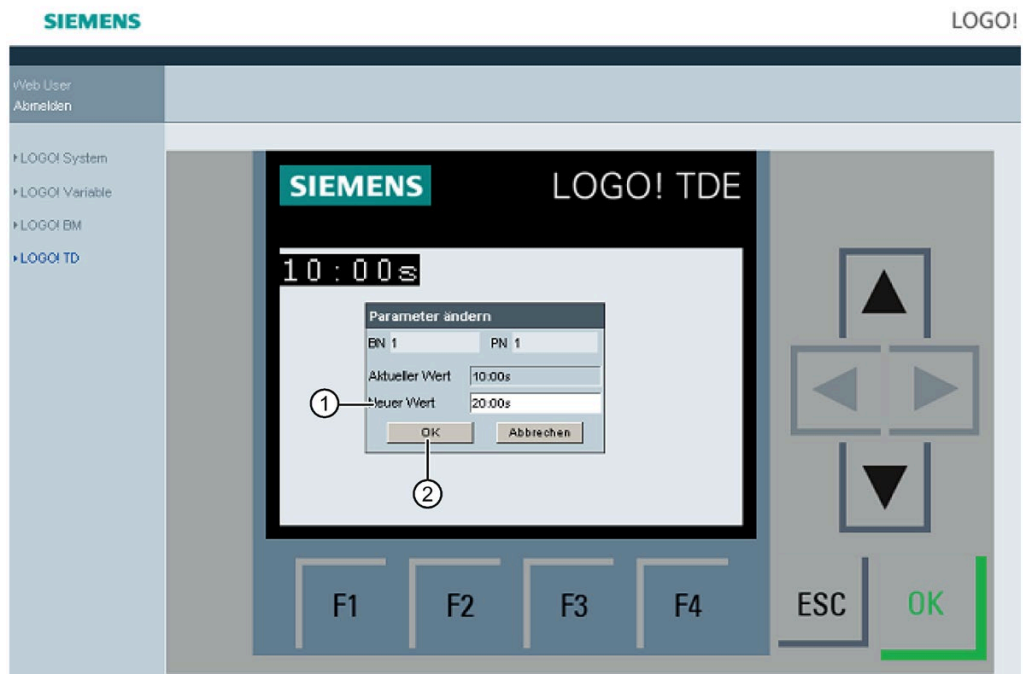 SIEMENS
LOGO!
Web User
Abmelden
LOGO! System
LOGO! Variable
LOGO! BM
LOGO! TD
SIEMENS LOGO! TDE
10:00s
Parameter ändern
BN 1 PN 1
Aktueller Wert 10:00s
1 Neuer Wert 20:00s
OK Abbrechen
2
F1 F2 F3 F4 ESC OK